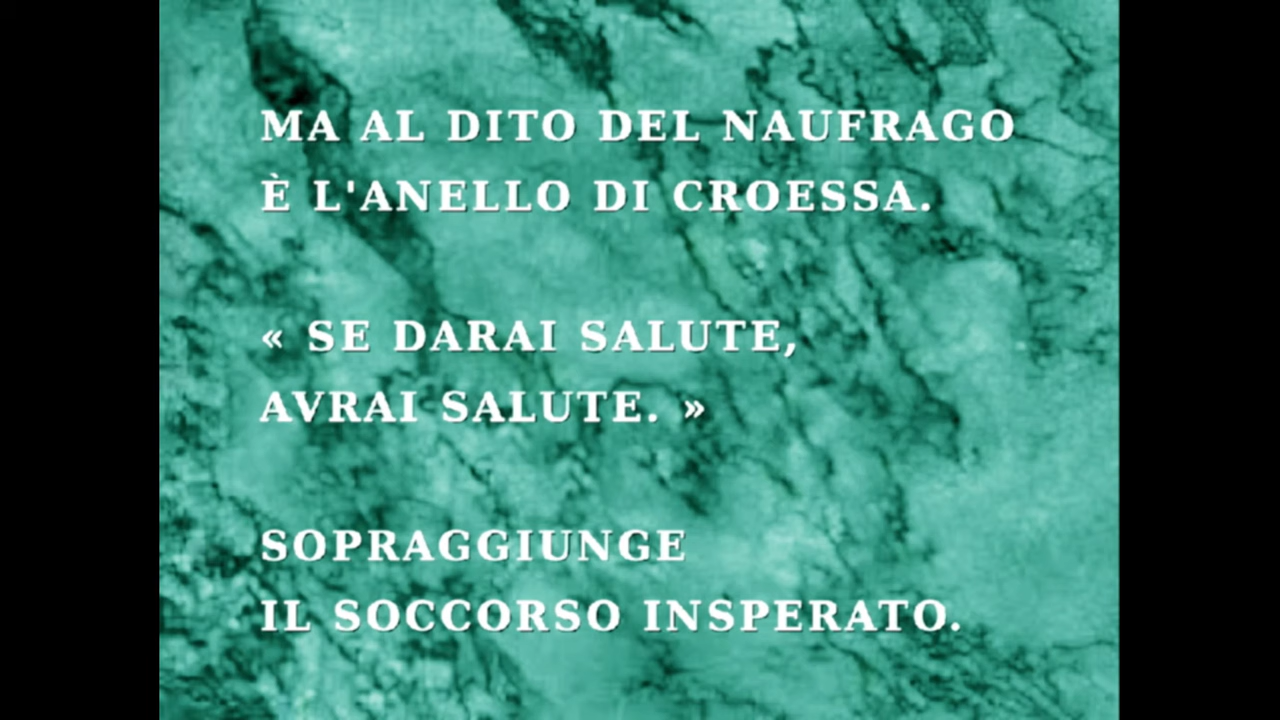 MA AL DITO DEL NAUFRAGO
È L'ANELLO DI CROESSA.
« SE DARAI SALUTE,
AVRAI SALUTE. »
SOPRAGGIUNGE
IL SOCCORSO INSPERATO.